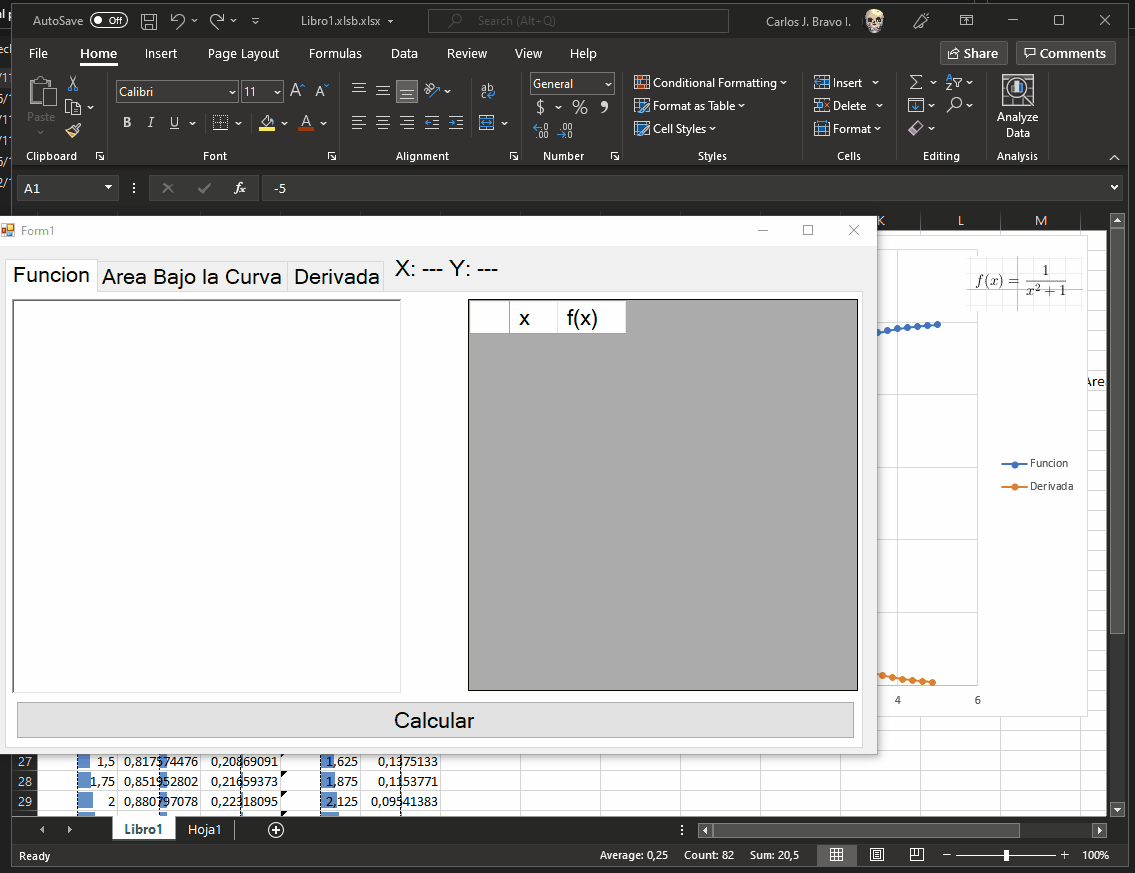 AutoSave Off Libro1.xlsb.xlsx Search (Alt+Q) Carlos J. Bravo I.
File Home Insert Page Layout Formulas Data Review View Help Share Comments
Paste
Calibri 11
General
Conditional Formatting
Format as Table
Cell Styles
Insert
Delete
Format
Analyze
Data
Clipboard Font Alignment Number Styles Cells Editing Analysis
A1 fx -5
K L M
Form1
Funcion Area Bajo la Curva Derivada X: --- Y: ---
x f(x)
f(x) = 1 / x² + 1
Are
Funcion
Derivada
4 6
Calcular
27 1,5 0,817574476 0,20869091 1,625 0,1375133
28 1,75 0,851952802 0,21659373 1,875 0,1153771
29 2 0,880797078 0,22318095 2,125 0,09541383
Libro1 Hoja1
Ready Average: 0,25 Count: 82 Sum: 20,5 100%